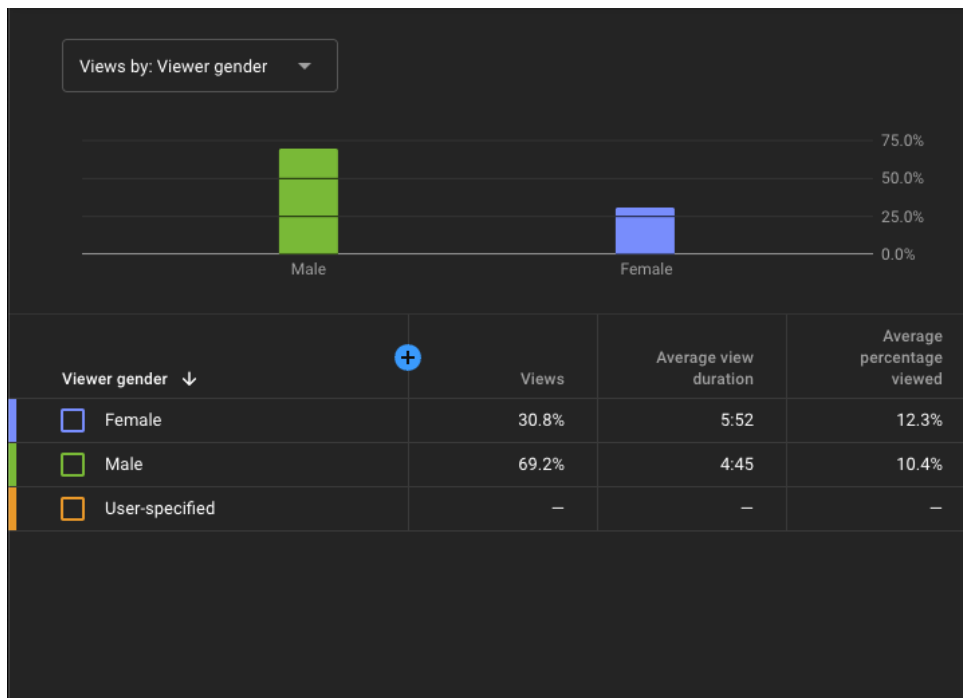 Views by: Viewer gender
75.0%
50.0%
25.0%
0.0%
Male Female
Viewer gender Views Average view duration Average percentage viewed
Female 30.8% 5:52 12.3%
Male 69.2% 4:45 10.4%
User-specified — — —